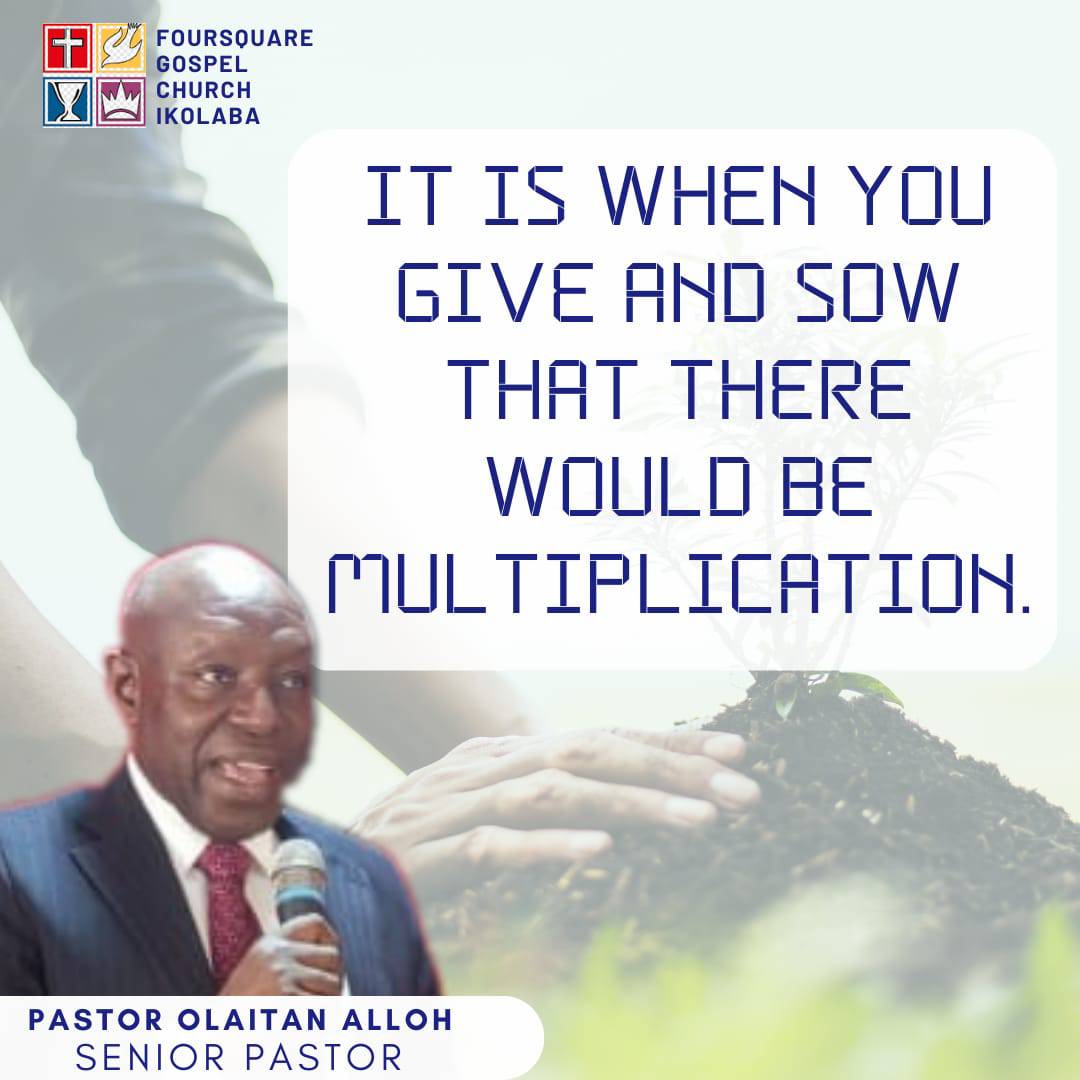 FOURSQUARE
GOSPEL
CHURCH
IKOLABA
IT IS WHEN YOU
GIVE AND SOW
THAT THERE
WOULD BE
MULTIPLICATION.
PASTOR OLAITAN ALLOH
SENIOR PASTOR